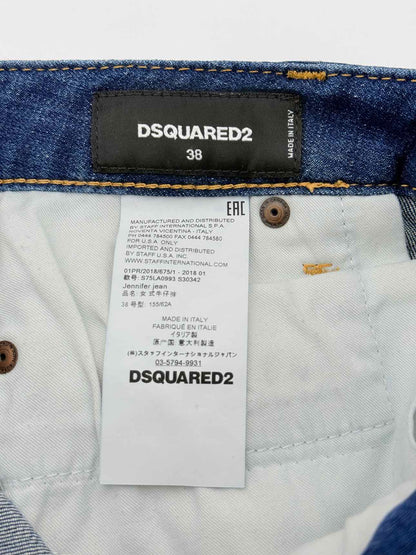 DSQUARED2
38
MADE IN ITALY
EAC
MANUFACTURED AND DISTRIBUTED
BY STAFF INTERNATIONAL S.P.A.
NOVENTA VICENTINA - ITALY
PH 0444 784500 FAX 0444 784580
FOR U.S.A. ONLY
IMPORTED AND DISTRIBUTED
BY STAFF U.S.A. INC.
WWW.STAFFINTERNATIONAL.COM
01PR/2018/675/1 - 2018 01
款号: S75LA0993 S30342
Jennifer jean
品名: 女式牛仔裤
38 号型: 155/62A
MADE IN ITALY
FABRIQUÉ EN ITALIE
イタリア製
原产国: 意大利製造
(株)スタッフインターナショナルジャパン
03-5794-9931
DSQUARED2